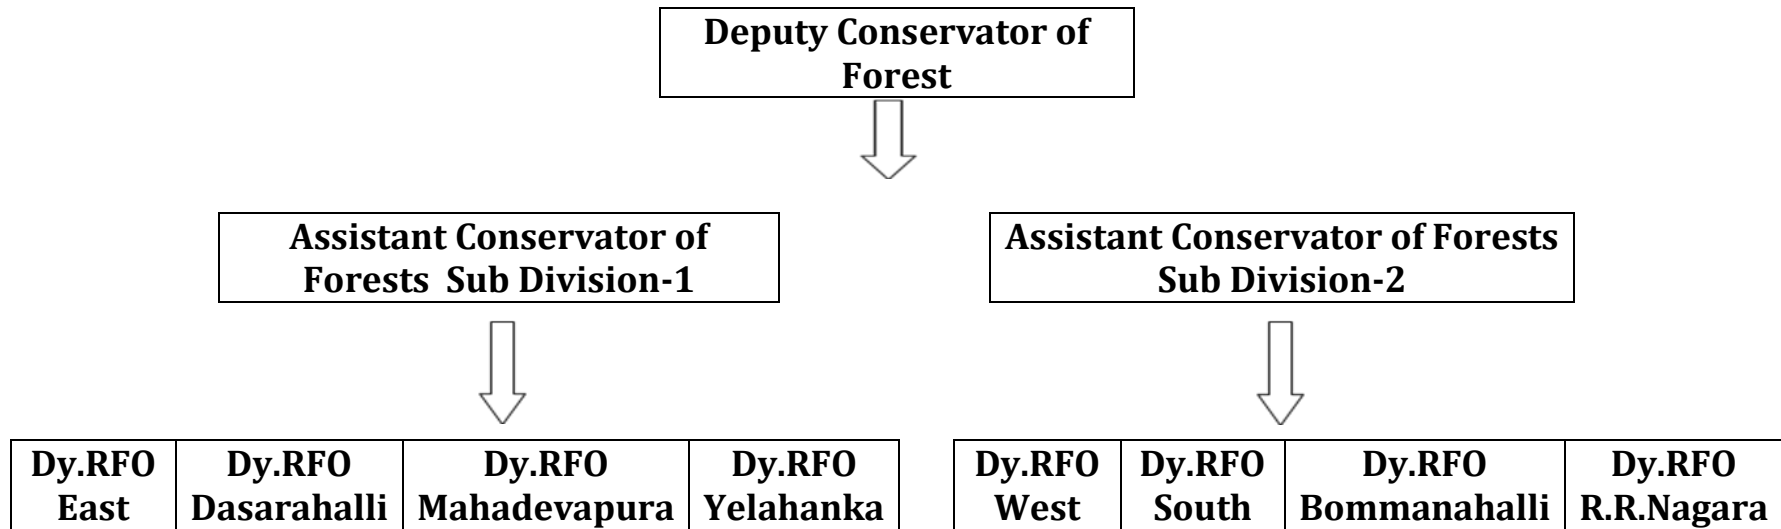 Deputy Conservator of
Forest
Assistant Conservator of
Forests Sub Division-1
Assistant Conservator of Forests
Sub Division-2
Dy.RFO
East
Dy.RFO
Dasarahalli
Dy.RFO
Mahadevapura
Dy.RFO
Yelahanka
Dy.RFO
West
Dy.RFO
South
Dy.RFO
Bommanahalli
Dy.RFO
R.R.Nagara